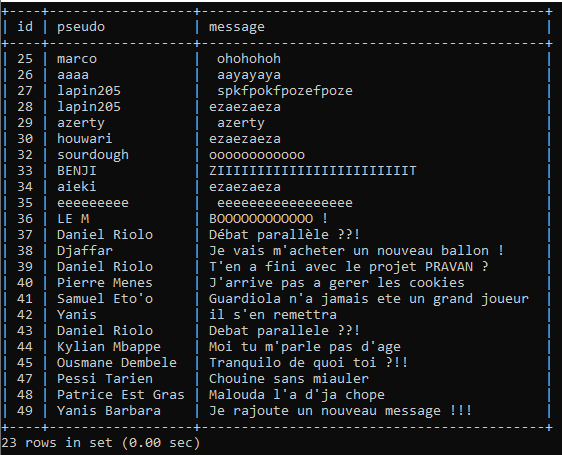 +----+------------------+------------------------------------------+
| id | pseudo           | message                                  |
+----+------------------+------------------------------------------+
| 25 | marco            |  ohohohoh                                |
| 26 | aaaa             |  aayayaya                                |
| 27 | lapin205         |  spkfpokfpozefpoze                       |
| 28 | lapin205         | ezaezaeza                                |
| 29 | azerty           |  azerty                                  |
| 30 | houwari          | ezaezaeza                                |
| 32 | sourdough        | oooooooooooo                             |
| 33 | BENJI            | ZIIIIIIIIIIIIIIIIIIIIIIIIT               |
| 34 | aieki            | ezaezaeza                                |
| 35 | eeeeeeeee        |  eeeeeeeeeeeeeeeee                       |
| 36 | LE M             | BOOOOOOOOOOOO !                          |
| 37 | Daniel Riolo     | Débat parallèle ??!                      |
| 38 | Djaffar          | Je vais m'acheter un nouveau ballon !    |
| 39 | Daniel Riolo     | T'en a fini avec le projet PRAVAN ?      |
| 40 | Pierre Menes     | J'arrive pas a gerer les cookies         |
| 41 | Samuel Eto'o     | Guardiola n'a jamais ete un grand joueur |
| 42 | Yanis            | il s'en remettra                         |
| 43 | Daniel Riolo     | Debat parallele ??!                      |
| 44 | Kylian Mbappe    | Moi tu m'parle pas d'age                 |
| 45 | Ousmane Dembele  | Tranquilo de quoi toi ?!!                |
| 47 | Pessi Tarien     | Chouine sans miauler                     |
| 48 | Patrice Est Gras | Malouda l'a d'ja chope                   |
| 49 | Yanis Barbara    | Je rajoute un nouveau message !!!        |
+----+------------------+------------------------------------------+
23 rows in set (0.00 sec)